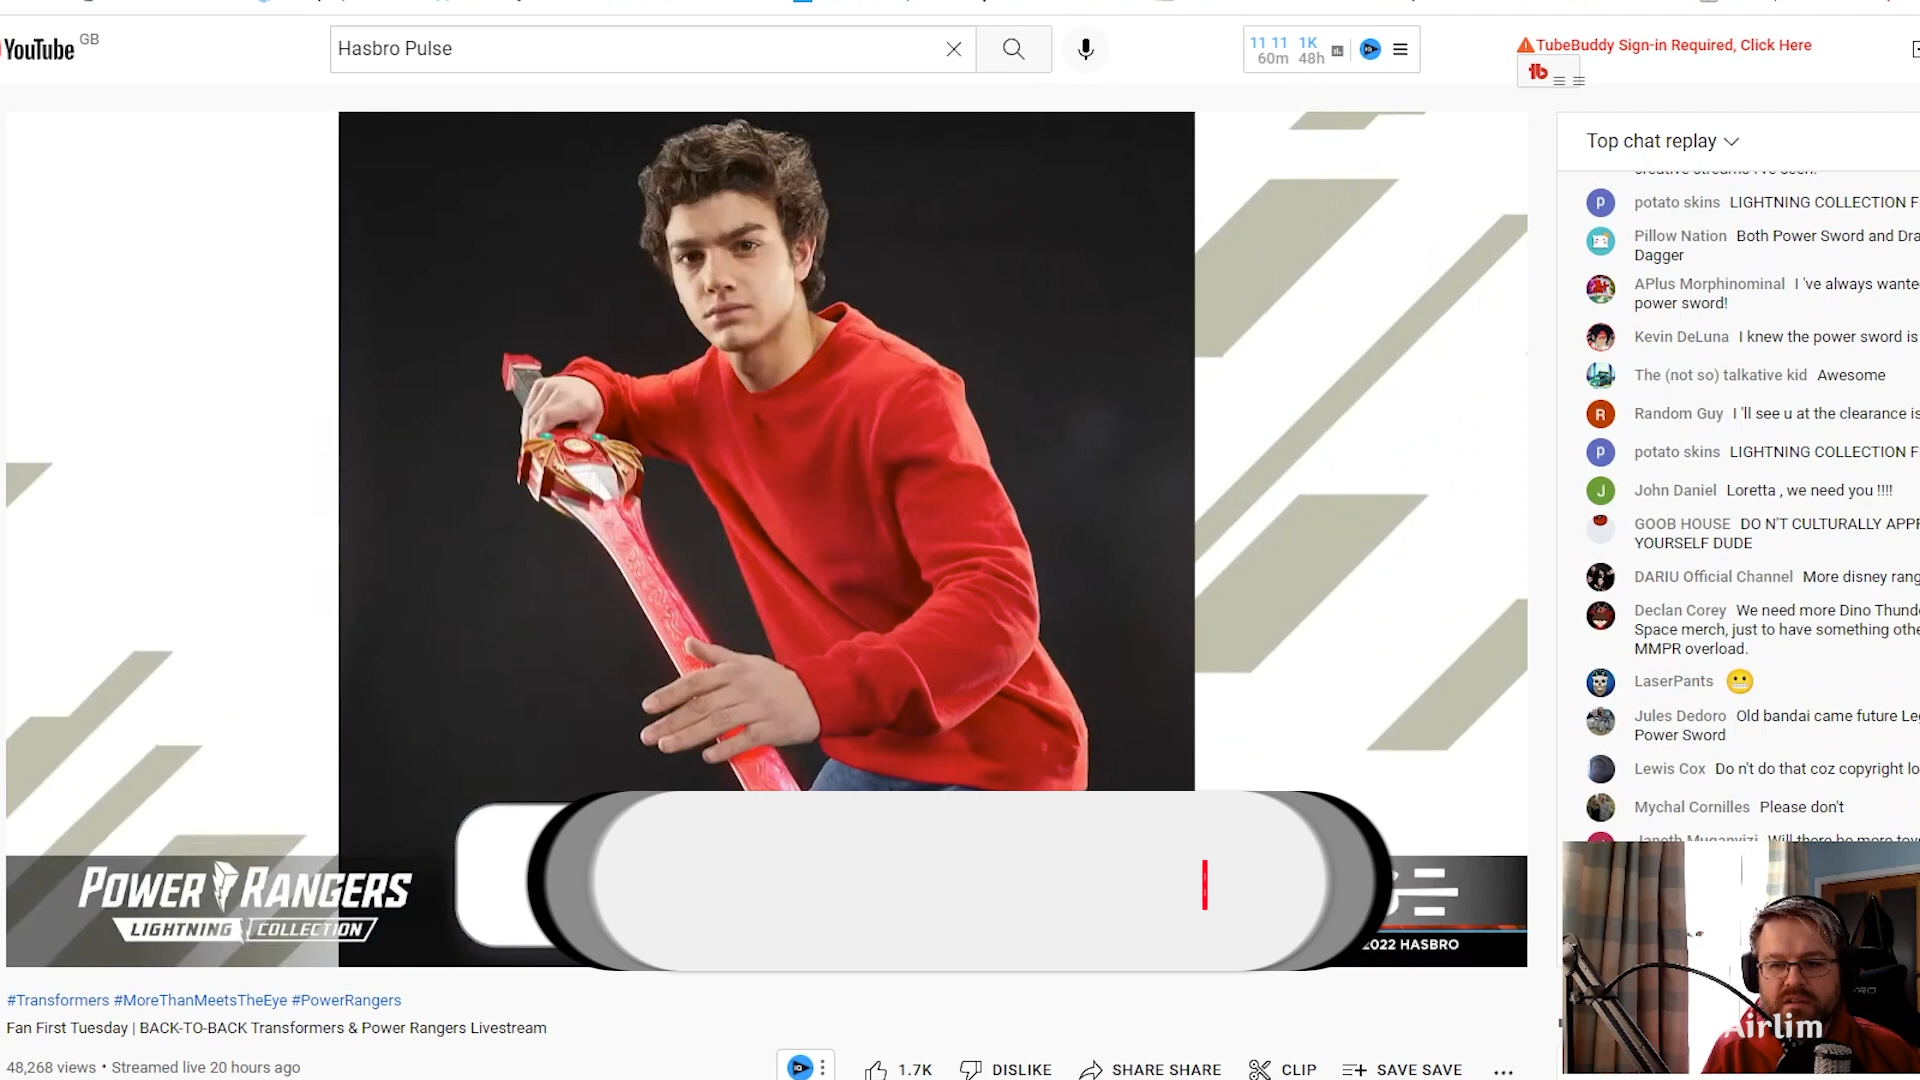 YouTube GB
Hasbro Pulse
11 11 1K
60m 48h
TubeBuddy Sign-in Required, Click Here
tb
Top chat replay
potato skins LIGHTNING COLLECTION F
Pillow Nation Both Power Sword and Dra
Dagger
APlus Morphinominal I 've always wante
power sword!
Kevin DeLuna I knew the power sword is
The (not so) talkative kid Awesome
R Random Guy I 'll see u at the clearance is
potato skins LIGHTNING COLLECTION F
J John Daniel Loretta , we need you !!!!
GOOB HOUSE DO N'T CULTURALLY APPR
YOURSELF DUDE
DARIU Official Channel More disney rang
Declan Corey We need more Dino Thund
Space merch, just to have something othe
MMPR overload.
LaserPants
Jules Dedoro Old bandai came future Le
Power Sword
Lewis Cox Do n't do that coz copyright lo
Mychal Cornilles Please don't
POWER RANGERS
LIGHTNING COLLECTION
2022 HASBRO
Airlim
#Transformers #MoreThanMeetsTheEye #PowerRangers
Fan First Tuesday | BACK-TO-BACK Transformers & Power Rangers Livestream
48,268 views • Streamed live 20 hours ago
1.7K DISLIKE SHARE SHARE CLIP SAVE SAVE